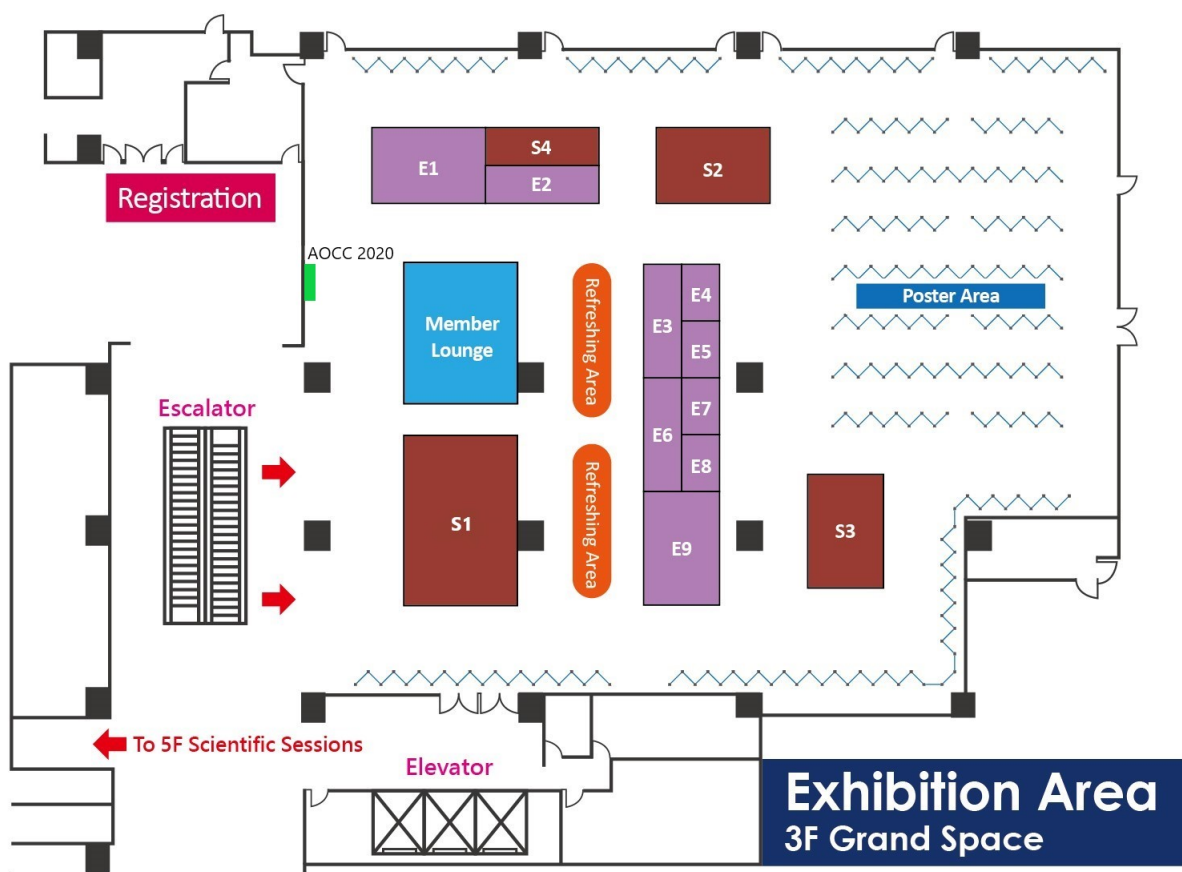 E1
S4
E2
S2
Registration
AOCC 2020
Member
Lounge
Refreshing Area
E3
E4
E5
Poster Area
Escalator
E6
E7
E8
S1
Refreshing Area
E9
S3
To 5F Scientific Sessions
Elevator
Exhibition Area
3F Grand Space